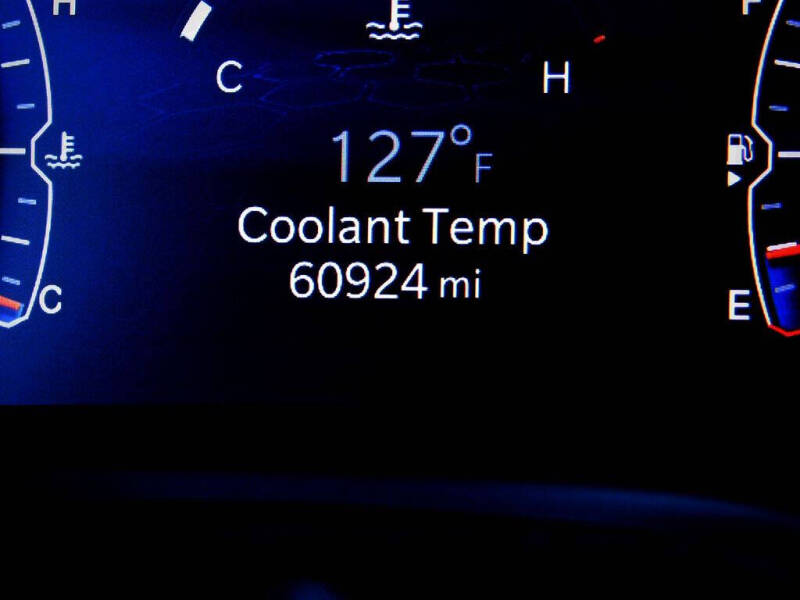 H
F
C H
127°F
Coolant Temp
60924 mi
C
E